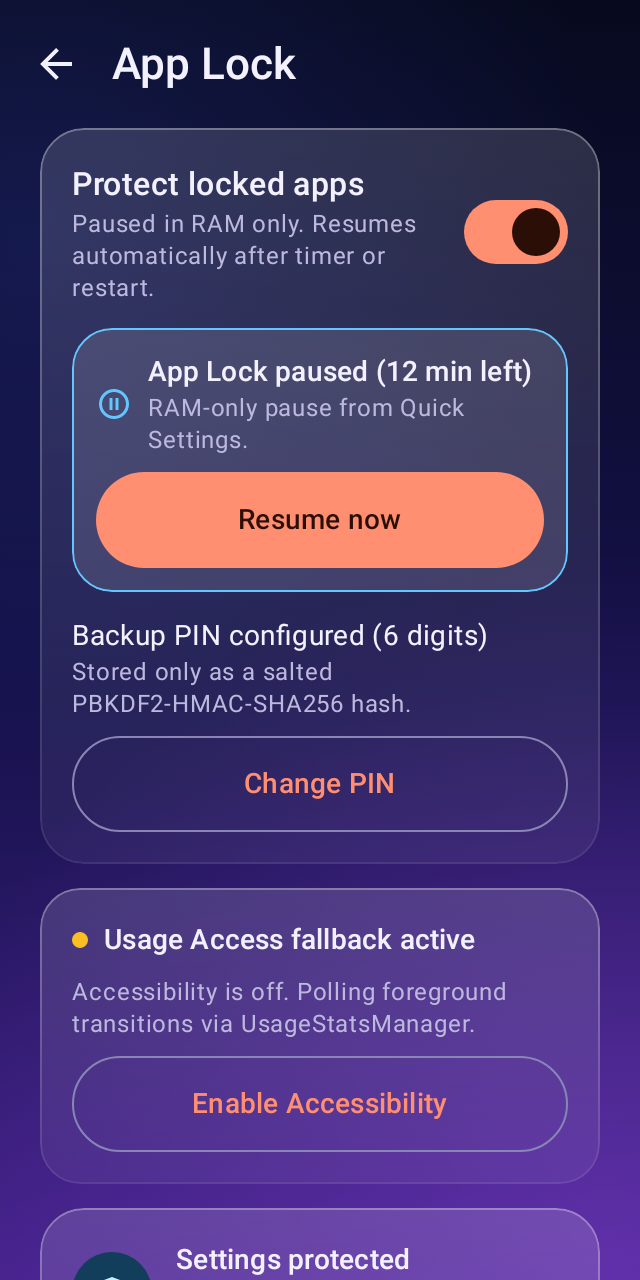 App Lock
Protect locked apps
Paused in RAM only. Resumes
automatically after timer or
restart.
App Lock paused (12 min left)
RAM-only pause from Quick
Settings.
Resume now
Backup PIN configured (6 digits)
Stored only as a salted
PBKDF2-HMAC-SHA256 hash.
Change PIN
Usage Access fallback active
Accessibility is off. Polling foreground
transitions via UsageStatsManager.
Enable Accessibility
Settings protected